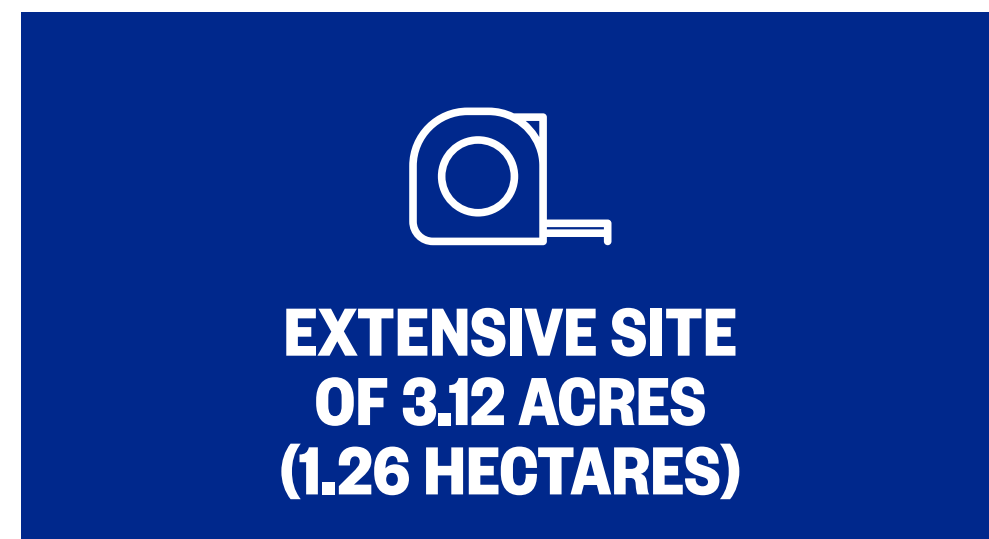 EXTENSIVE SITE
OF 3.12 ACRES
(1.26 HECTARES)